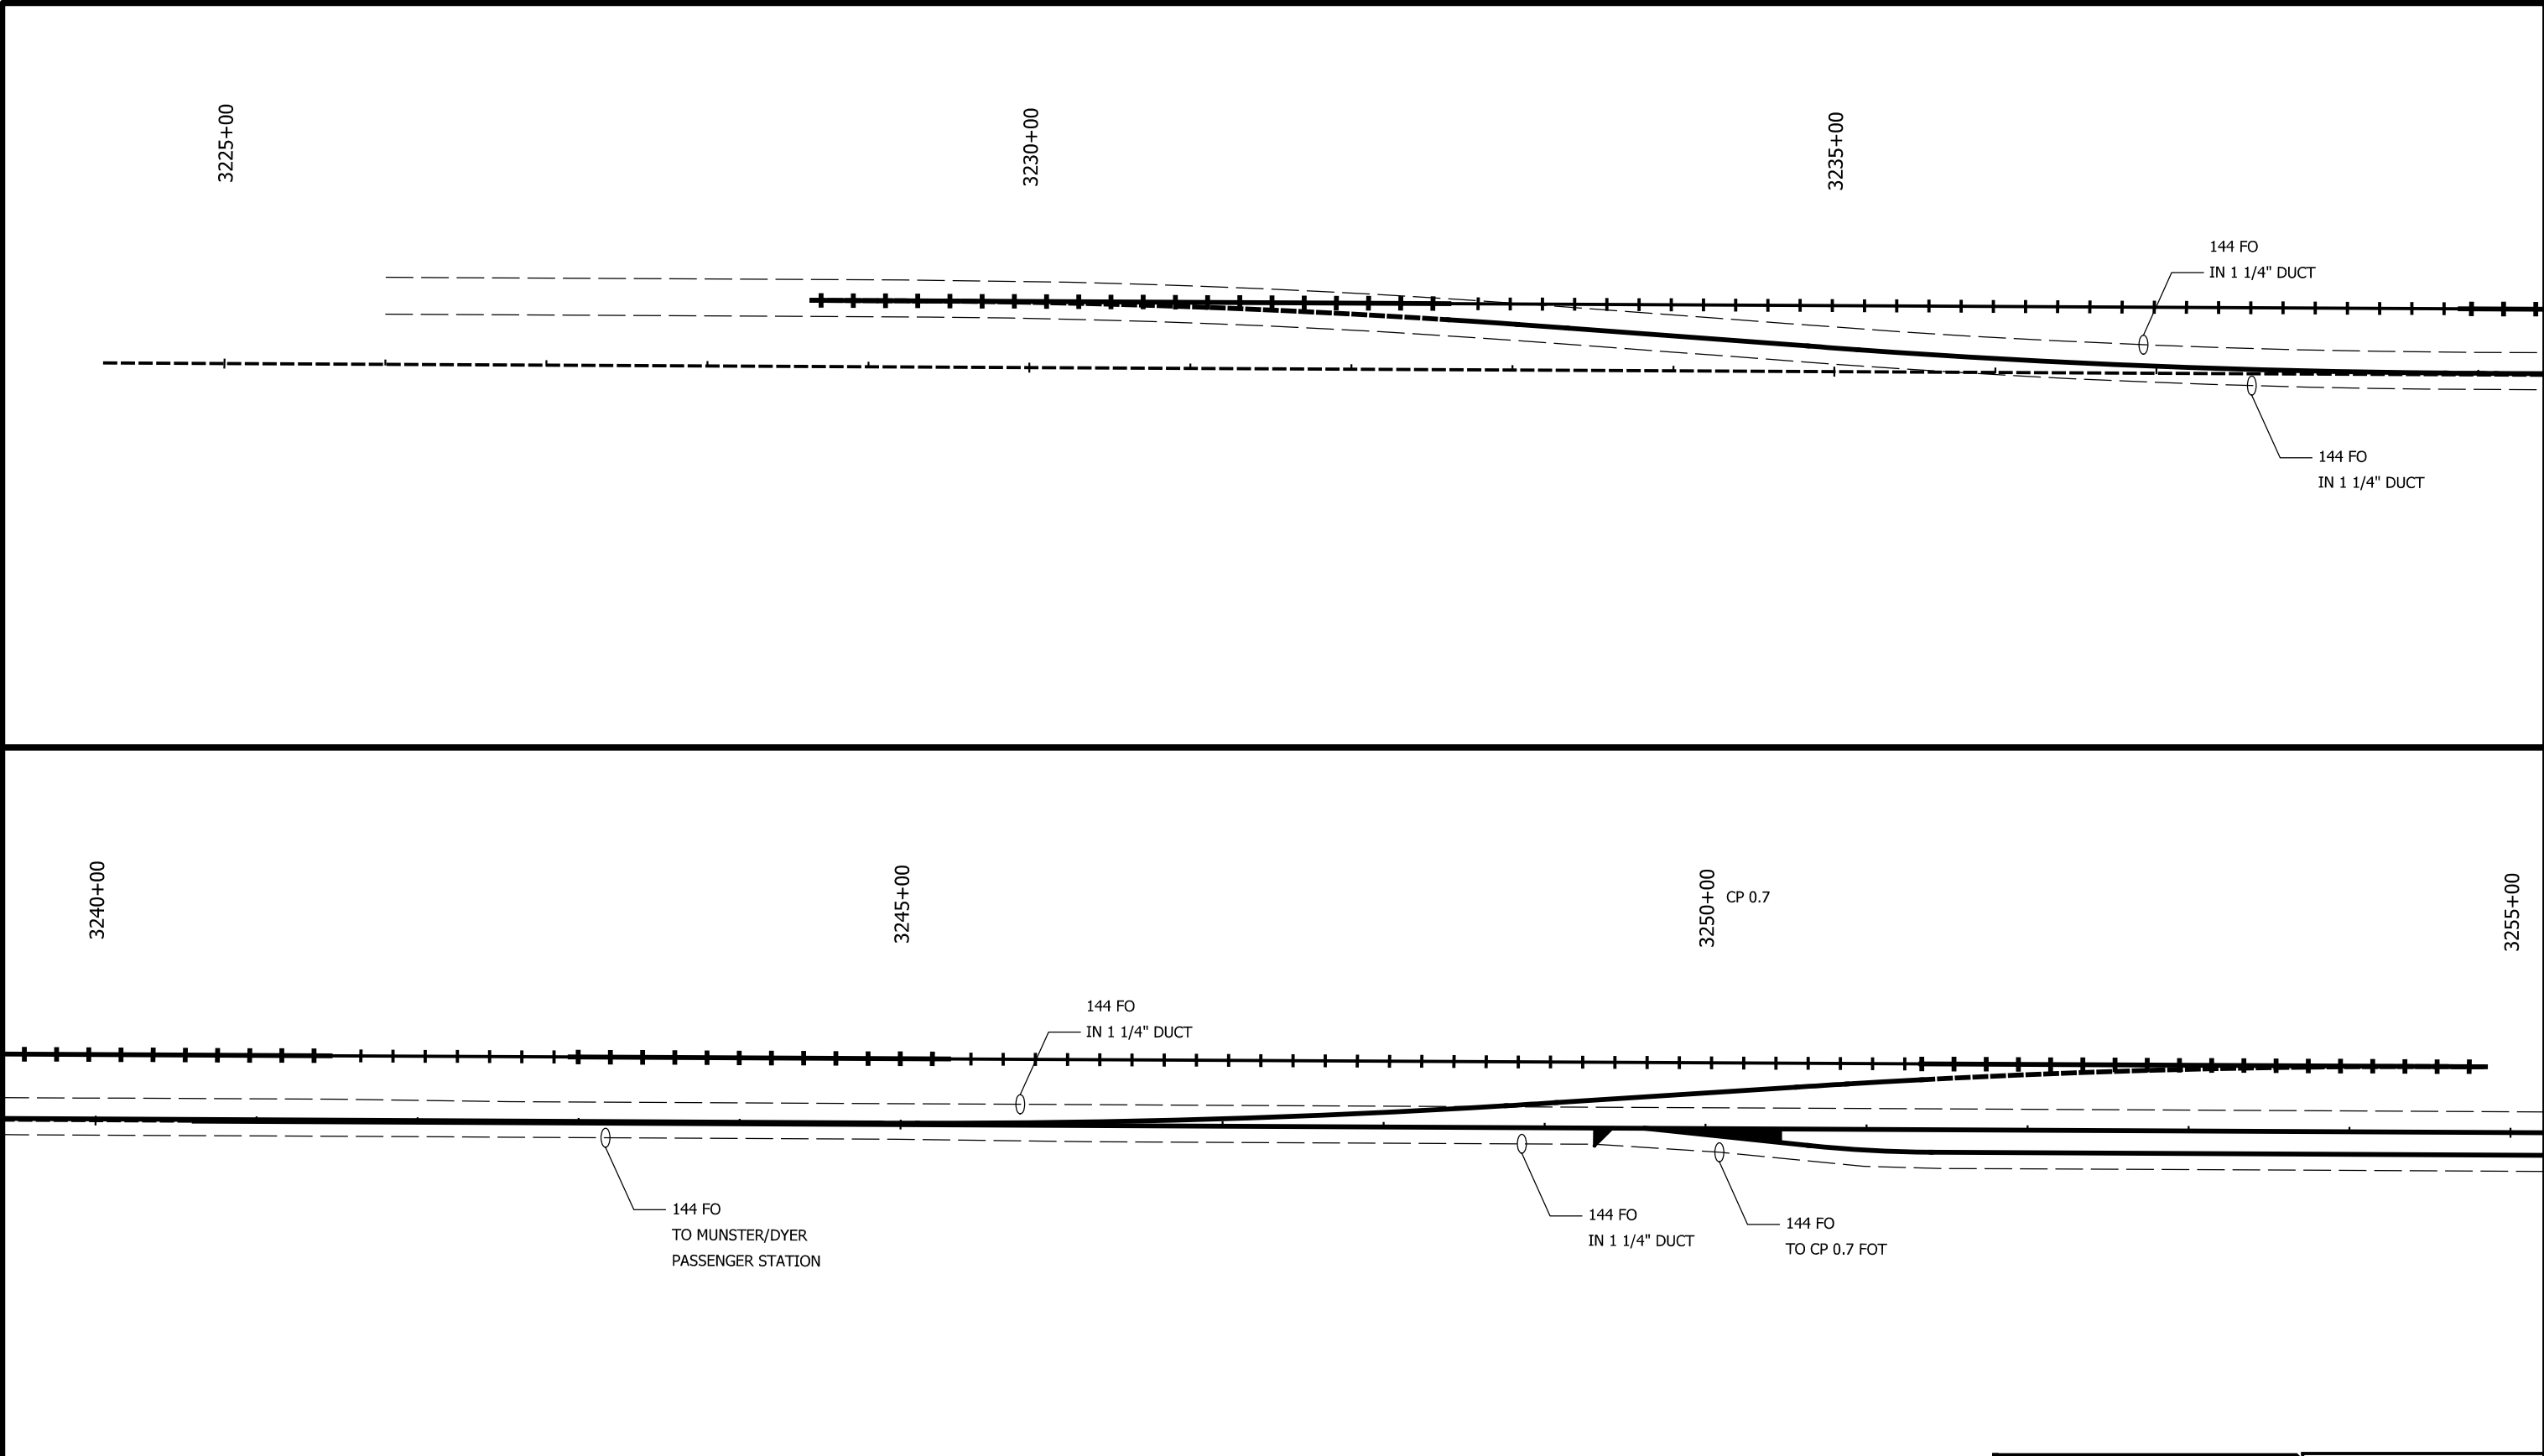 3225+00
3230+00
3235+00
144 FO
IN 1 1/4" DUCT
144 FO
IN 1 1/4" DUCT
3240+00
3245+00
3250+00
CP 0.7
3255+00
144 FO
IN 1 1/4" DUCT
144 FO
TO MUNSTER/DYER
PASSENGER STATION
144 FO
IN 1 1/4" DUCT
144 FO
TO CP 0.7 FOT